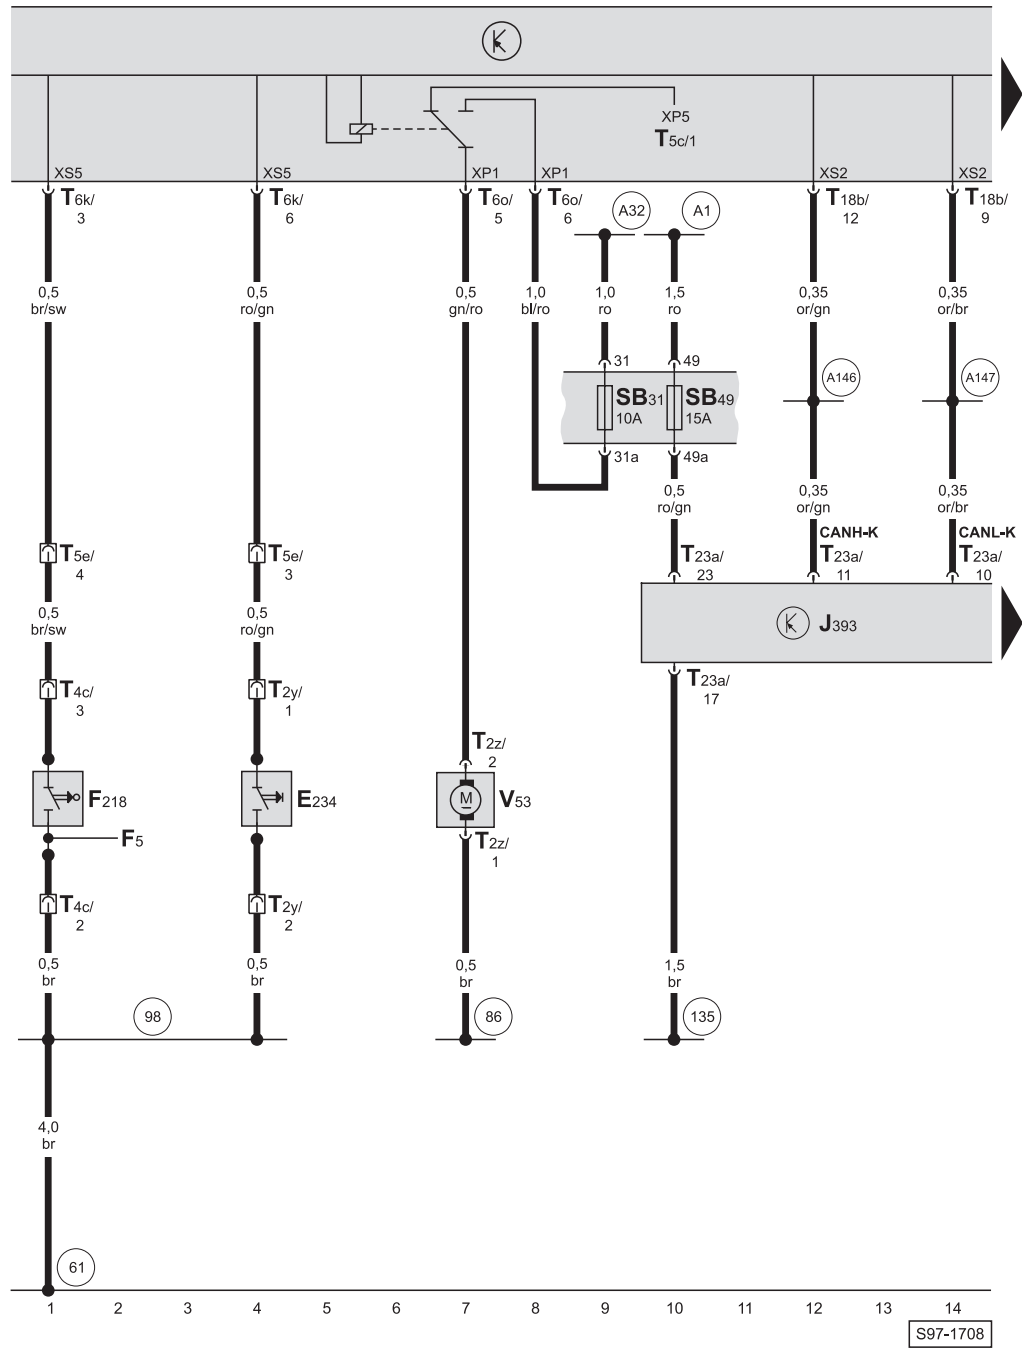 XP5
T5c/1
XS5 XS5 XP1 XP1 XS2 XS2
T6k/ T6k/ T6o/ T6o/ T18b/ T18b/
3 6 5 6 12 9
A32 A1
0,5 0,5 0,5 1,0 1,0 1,5 0,35 0,35
br/sw ro/gn gn/ro bl/ro ro ro or/gn or/br
31 49
A146 A147
SB31 SB49
10A 15A
31a 49a
0,5 0,35 0,35
ro/gn or/gn or/br
CANH-K CANL-K
T5e/ T5e/ T23a/ T23a/ T23a/
4 3 23 11 10
0,5 0,5
br/sw ro/gn
J393
T4c/ T2y/ T23a/
3 1 17
T2z/
2
F218 E234 M V53
F5
T2z/
1
T4c/ T2y/
2 2
0,5 0,5 0,5 1,5
br br br br
98 86 135
4,0
br
61
1 2 3 4 5 6 7 8 9 10 11 12 13 14
S97-1708